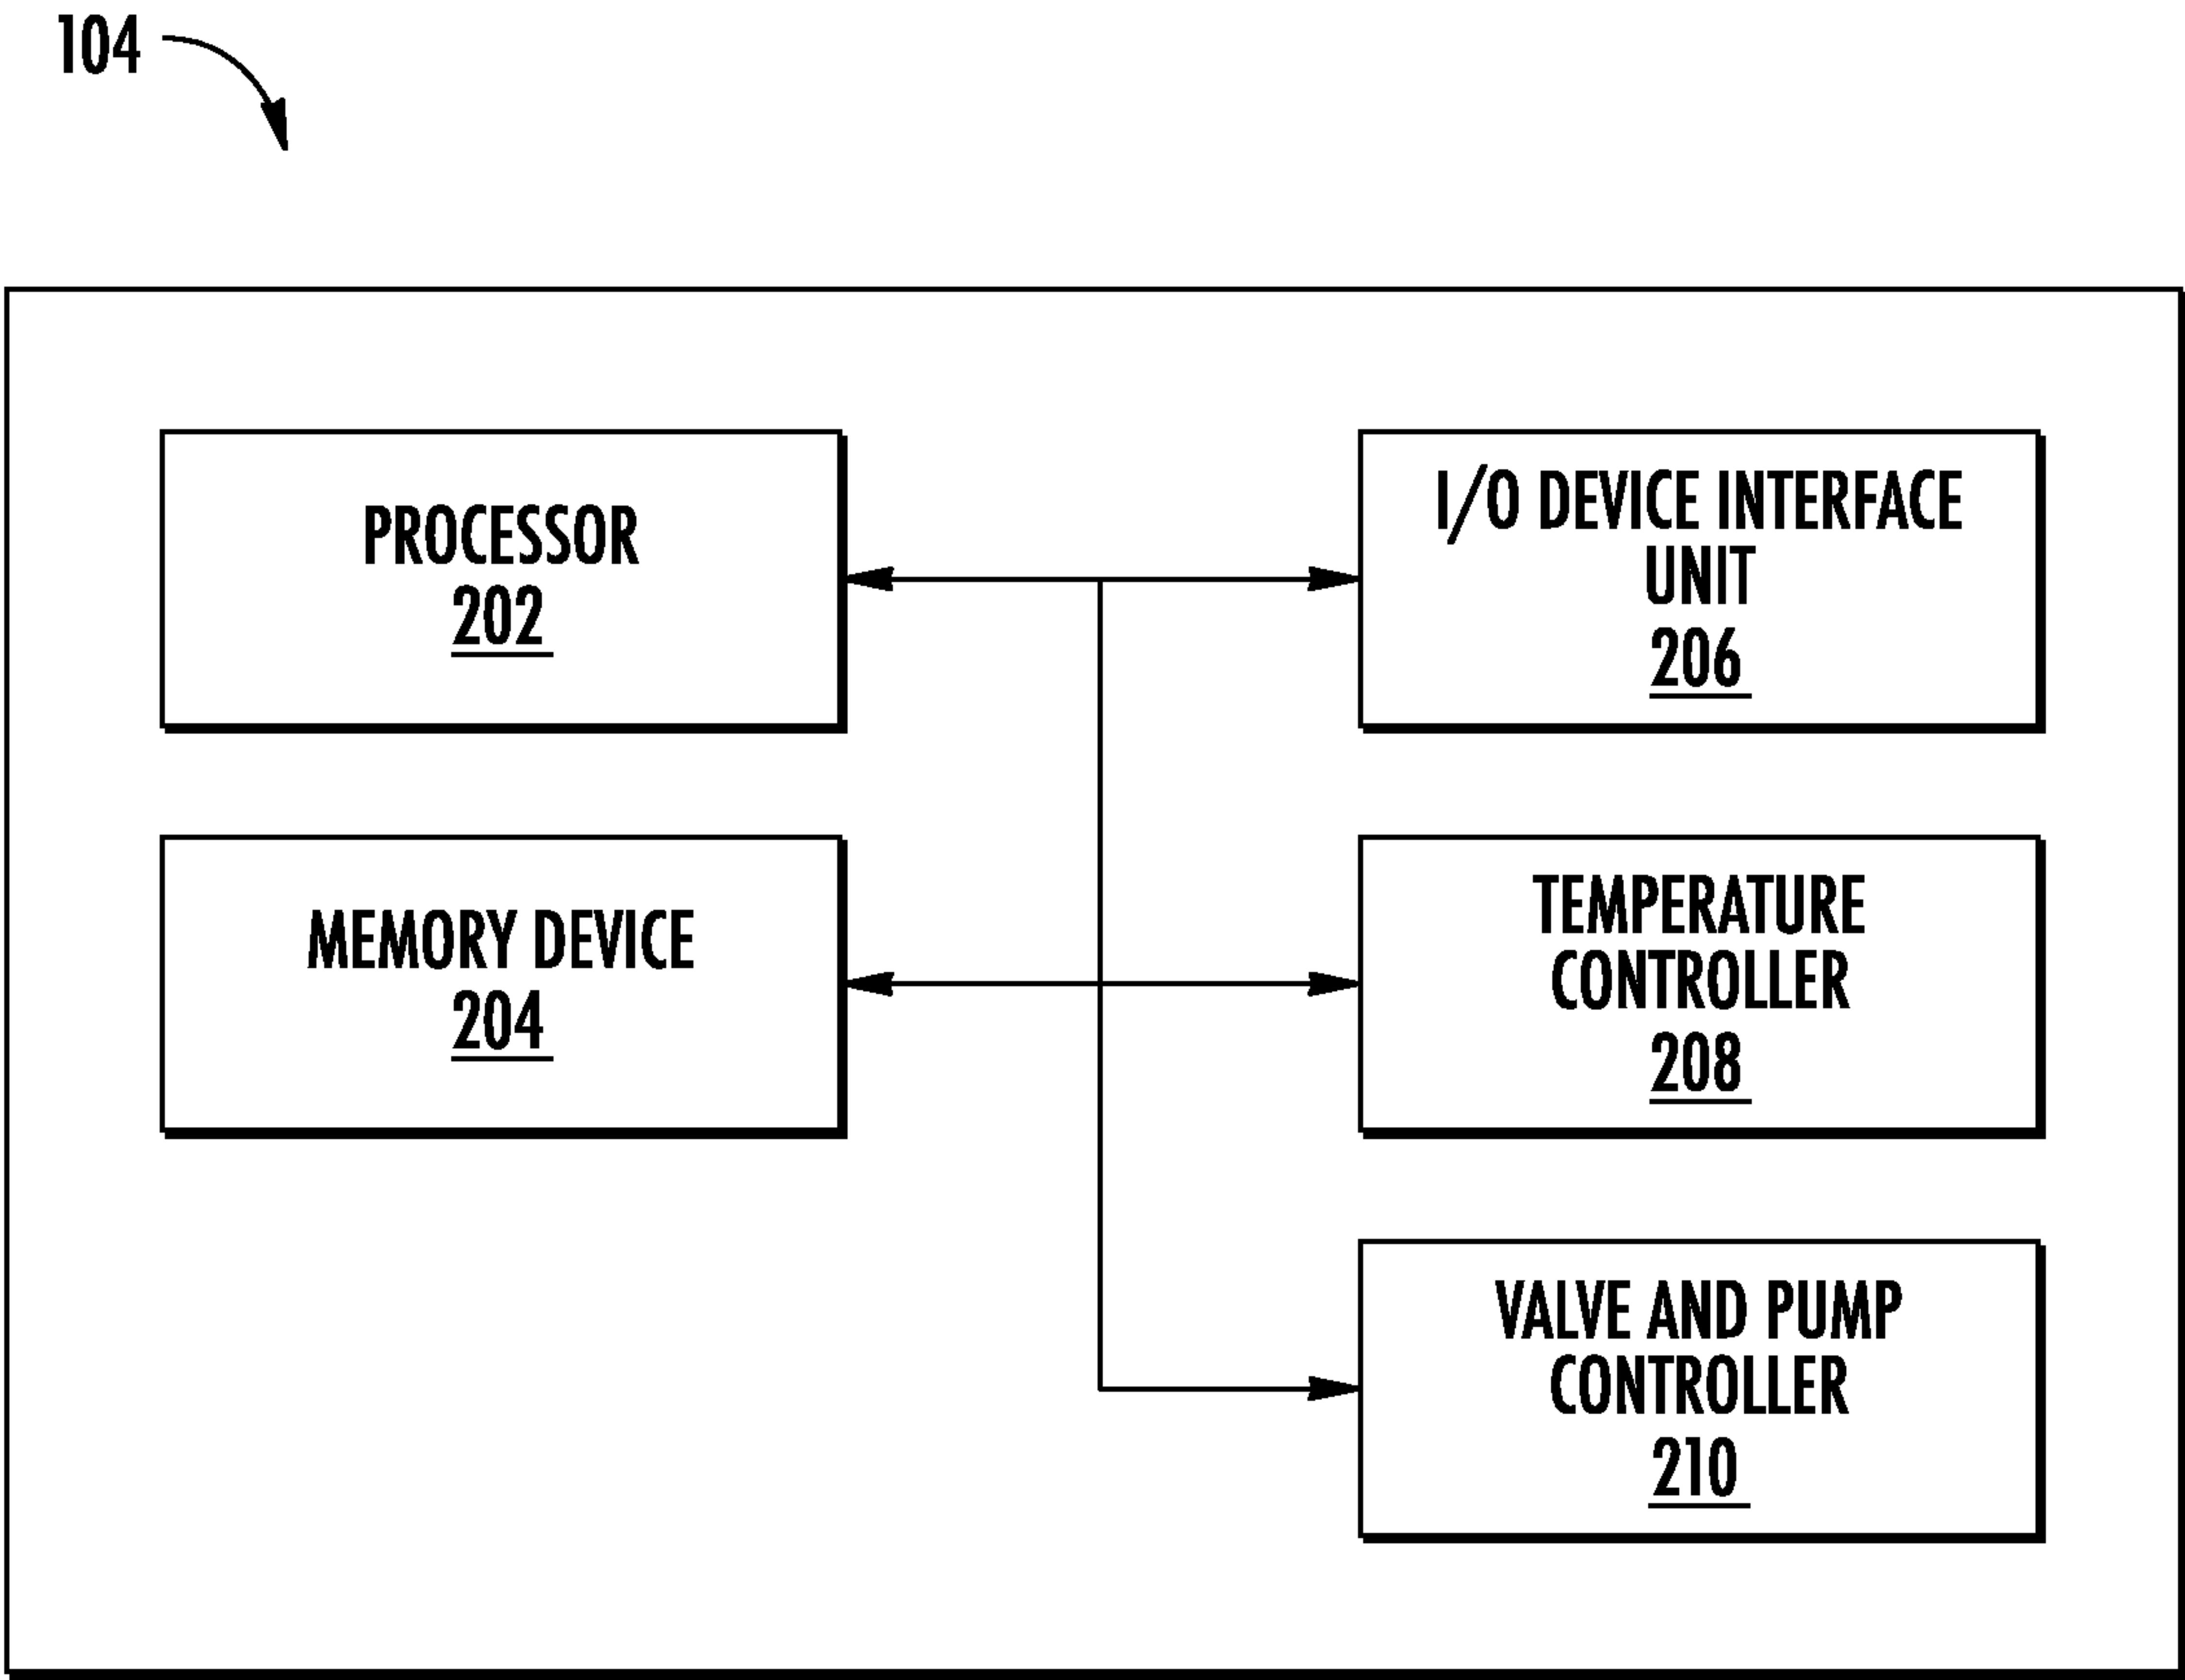 104
PROCESSOR
202
I/O DEVICE INTERFACE
UNIT
206
MEMORY DEVICE
204
TEMPERATURE
CONTROLLER
208
VALVE AND PUMP
CONTROLLER
210